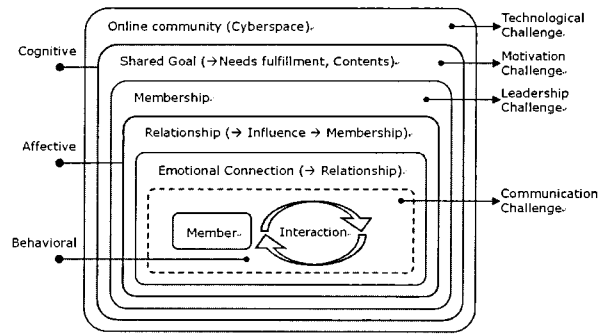 Online community (Cyberspace)
Technological
Challenge
Cognitive
Shared Goal (→Needs fulfillment, Contents)
Motivation
Challenge
Membership
Leadership
Challenge
Relationship (→ Influence → Membership)
Affective
Emotional Connection (→ Relationship)
Communication
Challenge
Member
Interaction
Behavioral